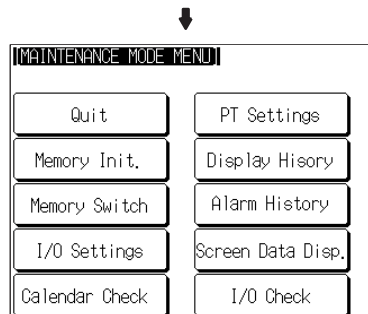 [MAINTENANCE MODE MENU]
Quit
PT Settings
Memory Init.
Display Hisory
Memory Switch
Alarm History
I/O Settings
Screen Data Disp.
Calendar Check
I/O Check